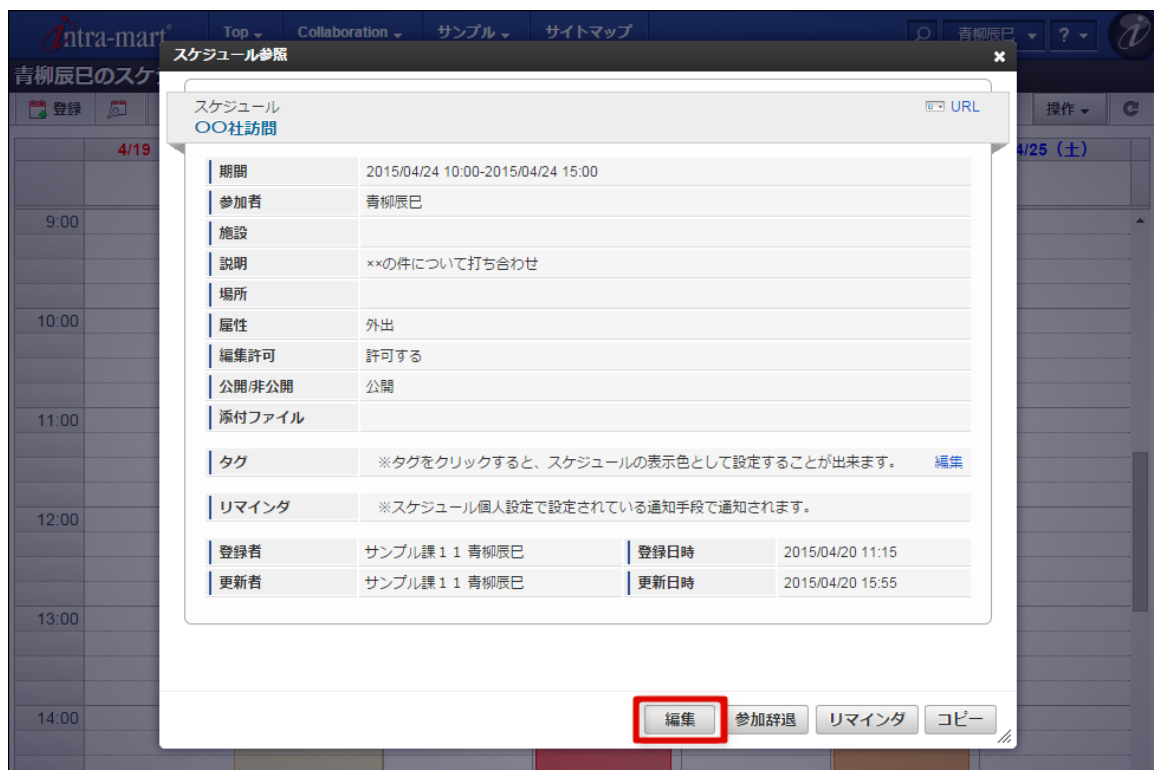 intra-mart® Top Collaboration サンプル サイトマップ 青柳辰巳 ?
青柳辰巳のスケ
スケジュール参照 ×
登録 操作
スケジュール URL
〇〇社訪問
4/19 4/25（土）
期間 2015/04/24 10:00-2015/04/24 15:00
参加者 青柳辰巳
施設
説明 ××の件について打ち合わせ
場所
属性 外出
編集許可 許可する
公開/非公開 公開
添付ファイル
タグ ※タグをクリックすると、スケジュールの表示色として設定することが出来ます。 編集
リマインダ ※スケジュール個人設定で設定されている通知手段で通知されます。
登録者 サンプル課１１ 青柳辰巳 登録日時 2015/04/20 11:15
更新者 サンプル課１１ 青柳辰巳 更新日時 2015/04/20 15:55
9:00
10:00
11:00
12:00
13:00
14:00
編集 参加辞退 リマインダ コピー